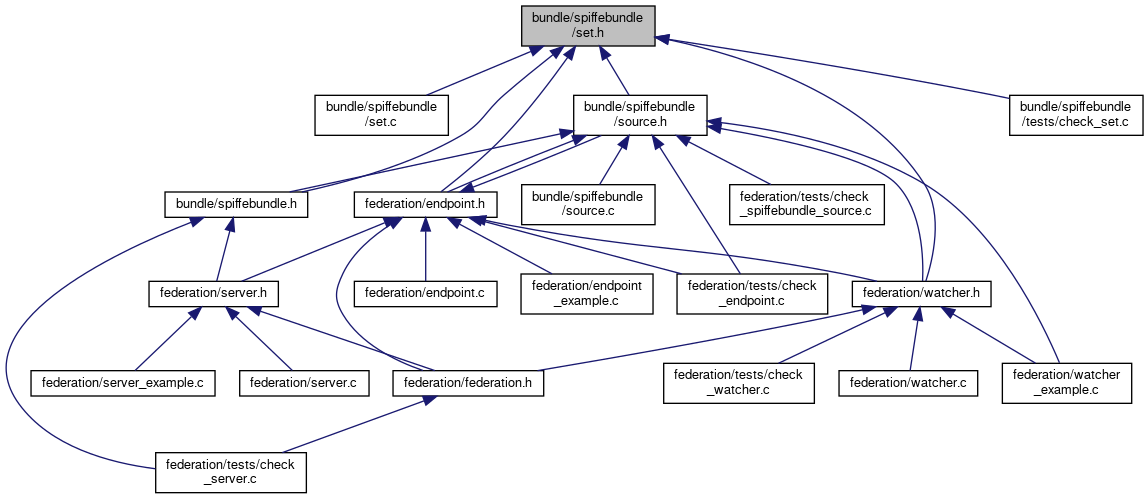 bundle/spiffebundle
/set.h
bundle/spiffebundle
/set.c
bundle/spiffebundle
/source.h
bundle/spiffebundle
/tests/check_set.c
bundle/spiffebundle.h
federation/endpoint.h
bundle/spiffebundle
/source.c
federation/tests/check
_spiffebundle_source.c
federation/server.h
federation/endpoint.c
federation/endpoint
_example.c
federation/tests/check
_endpoint.c
federation/watcher.h
federation/server_example.c
federation/server.c
federation/federation.h
federation/tests/check
_watcher.c
federation/watcher.c
federation/watcher
_example.c
federation/tests/check
_server.c